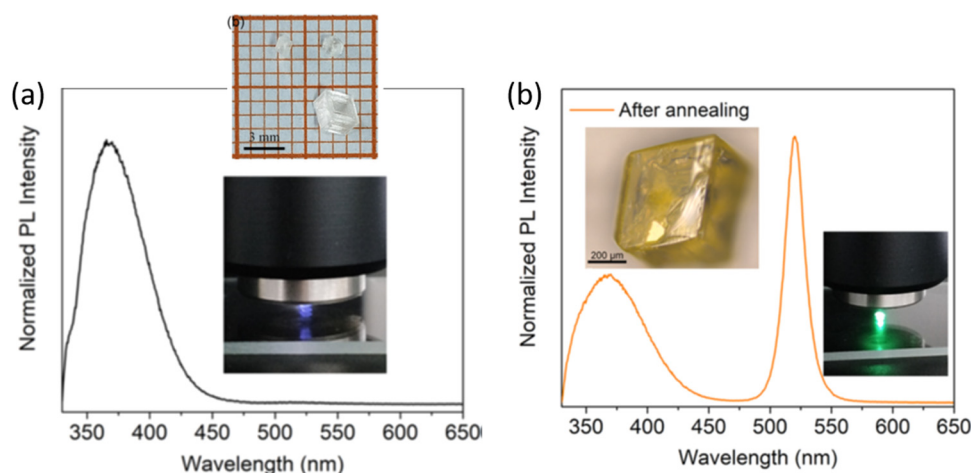 (a)
(b)
3 mm
Normalized PL Intensity
350 400 450 500 550 600 650
Wavelength (nm)
(b)
After annealing
200 μm
Normalized PL Intensity
350 400 450 500 550 600 650
Wavelength (nm)